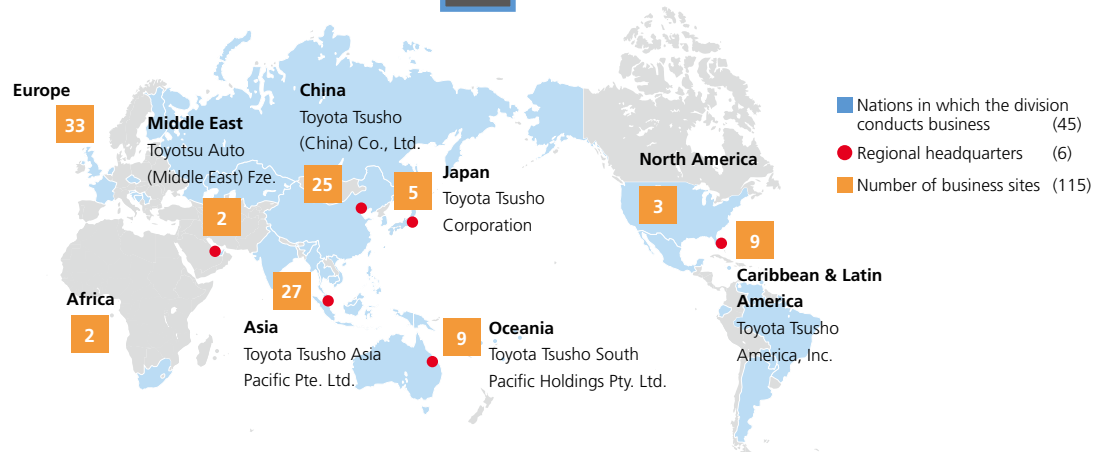 Europe
33
Middle East
Toyotsu Auto
(Middle East) Fze.
2
China
Toyota Tsusho
(China) Co., Ltd.
25
5
Japan
Toyota Tsusho
Corporation
Africa
2
27
Asia
Toyota Tsusho Asia
Pacific Pte. Ltd.
9
Oceania
Toyota Tsusho South
Pacific Holdings Pty. Ltd.
North America
3
9
Caribbean & Latin
America
Toyota Tsusho
America, Inc.
Nations in which the division
conducts business (45)
Regional headquarters (6)
Number of business sites (115)